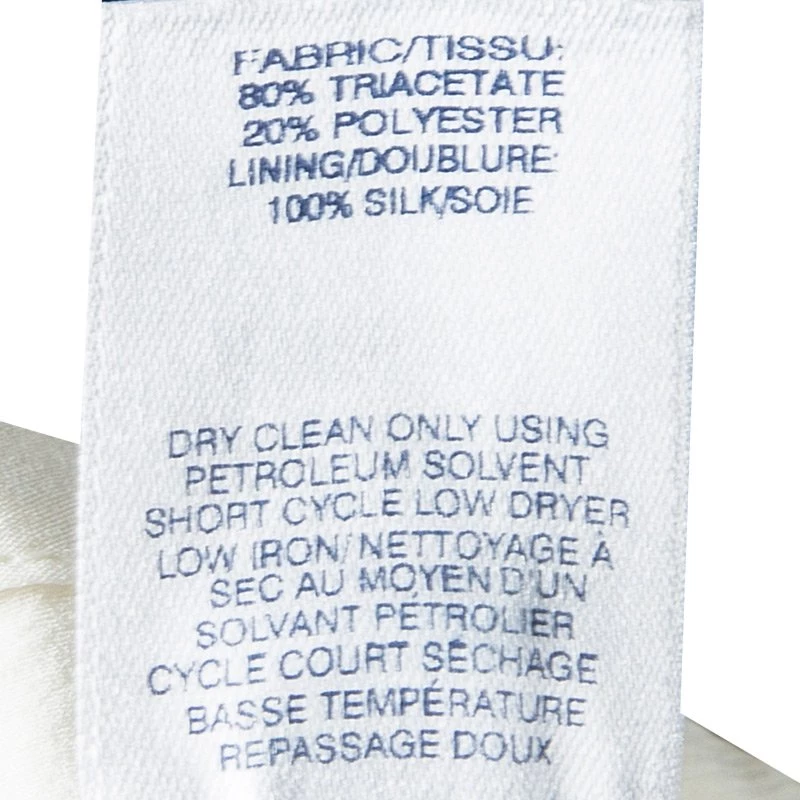 FABRIC/TISSU:
80% TRIACETATE
20% POLYESTER
LINING/DOUBLURE:
100% SILK/SOIE
DRY CLEAN ONLY USING
PETROLEUM SOLVENT
SHORT CYCLE LOW DRYER
LOW IRON/NETTOYAGE À
SEC AU MOYEN D'UN
SOLVANT PÉTROLIER
CYCLE COURT SÉCHAGE
BASSE TEMPÉRATURE
REPASSAGE DOUX